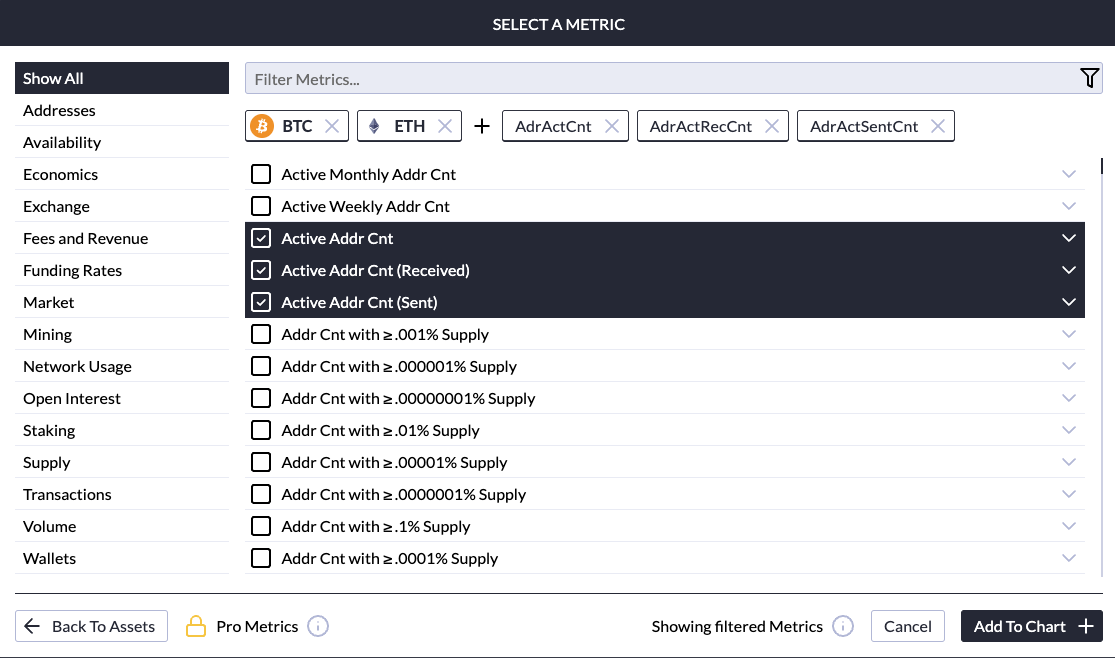 SELECT A METRIC
Show All
Addresses
Availability
Economics
Exchange
Fees and Revenue
Funding Rates
Market
Mining
Network Usage
Open Interest
Staking
Supply
Transactions
Volume
Wallets
Filter Metrics...
BTC ETH + AdrActCnt AdrActRecCnt AdrActSentCnt
Active Monthly Addr Cnt
Active Weekly Addr Cnt
Active Addr Cnt
Active Addr Cnt (Received)
Active Addr Cnt (Sent)
Addr Cnt with ≥ .001% Supply
Addr Cnt with ≥ .000001% Supply
Addr Cnt with ≥ .00000001% Supply
Addr Cnt with ≥ .01% Supply
Addr Cnt with ≥ .00001% Supply
Addr Cnt with ≥ .0000001% Supply
Addr Cnt with ≥ .1% Supply
Addr Cnt with ≥ .0001% Supply
Back To Assets Pro Metrics Showing filtered Metrics Cancel Add To Chart +